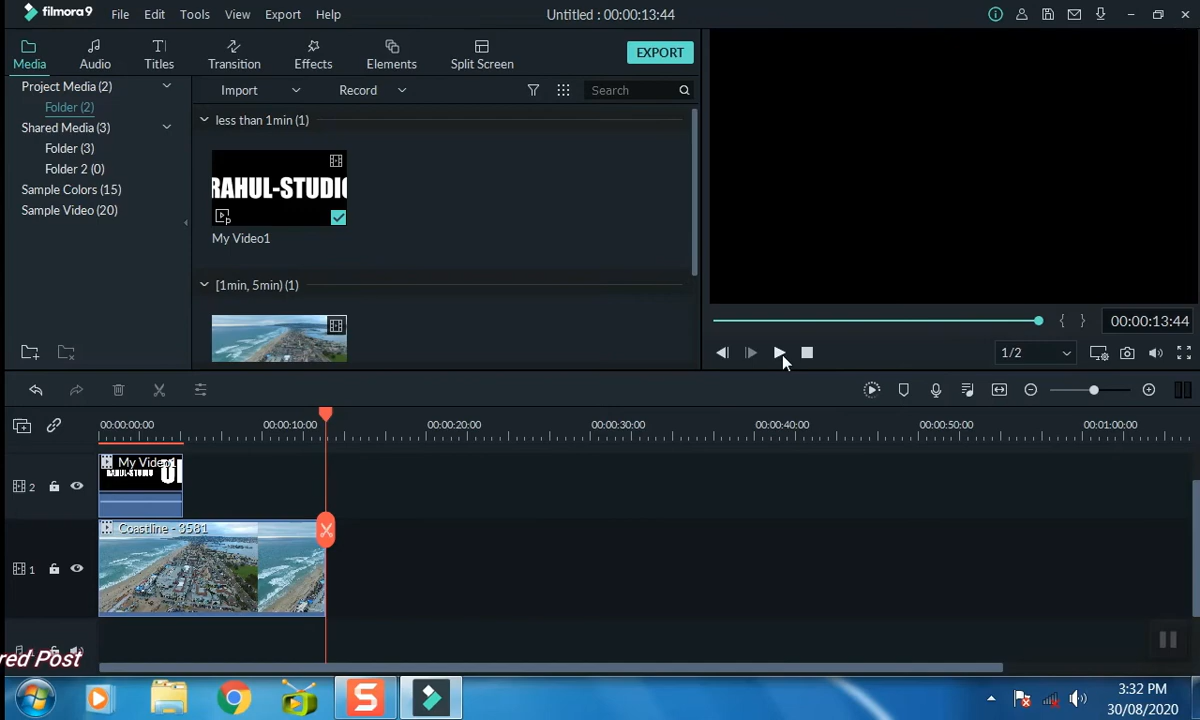 filmora9 File Edit Tools View Export Help Untitled : 00:00:13:44
Media Audio Titles Transition Effects Elements Split Screen EXPORT
Project Media (2)
Folder (2)
Shared Media (3)
Folder (3)
Folder 2 (0)
Sample Colors (15)
Sample Video (20)
Import Record Search
less than 1min (1)
RAHUL-STUDIO
My Video1
[1min, 5min) (1)
00:00:13:44
1/2
00:00:00:00 00:00:10:00 00:00:20:00 00:00:30:00 00:00:40:00 00:00:50:00 00:01:00:00
2 My Video1
1 Coastline - 3581
red Post
3:32 PM
30/08/2020